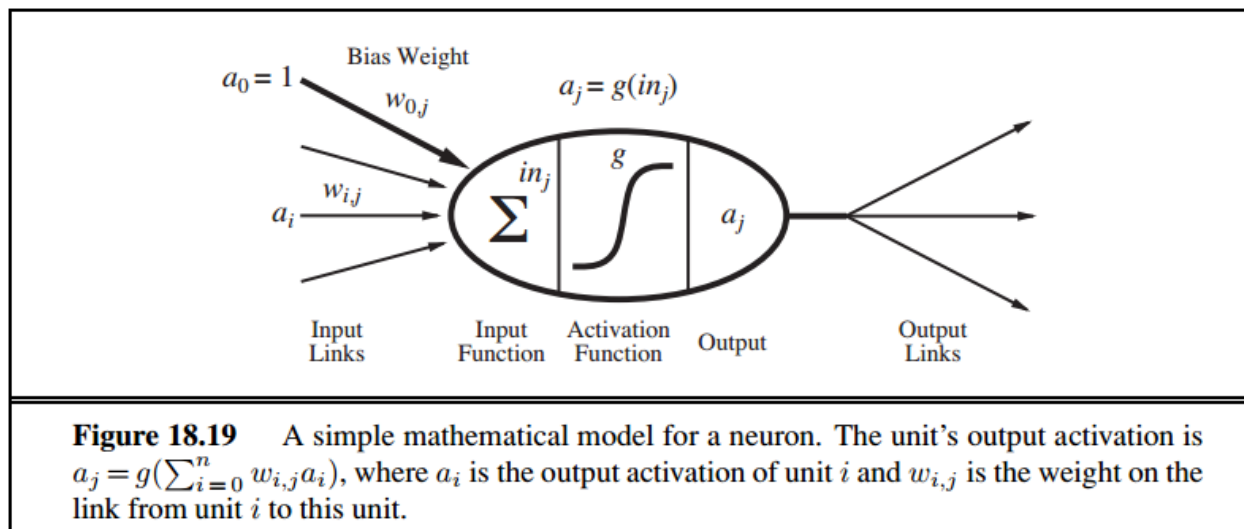 Bias Weight
a₀ = 1
w₀,ⱼ
aⱼ = g(inⱼ)
g
inⱼ
wᵢ,ⱼ
aᵢ
Σ
aⱼ
Input
Links
Input
Function
Activation
Function
Output
Output
Links
Figure 18.19 A simple mathematical model for a neuron. The unit's output activation is
aⱼ = g(∑ⁿᵢ₌₀ wᵢ,ⱼaᵢ), where aᵢ is the output activation of unit i and wᵢ,ⱼ is the weight on the
link from unit i to this unit.